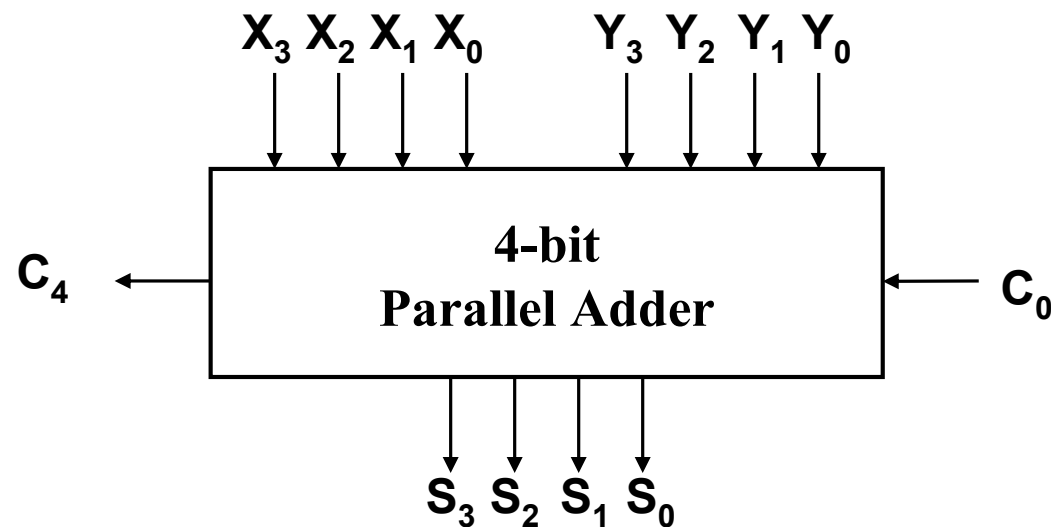 X₃ X₂ X₁ X₀ Y₃ Y₂ Y₁ Y₀
4-bit
Parallel Adder
C₄
C₀
S₃ S₂ S₁ S₀